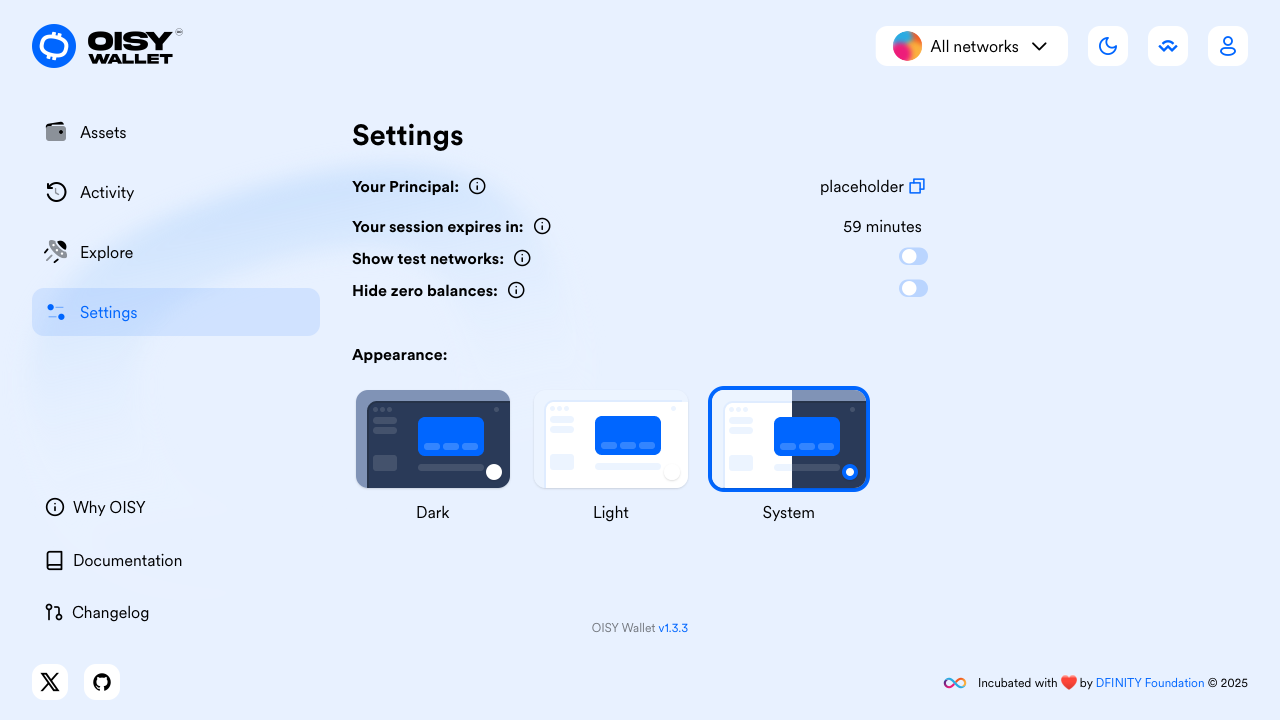 OISY
WALLET
All networks
Assets
Activity
Explore
Settings
Settings
Your Principal:
placeholder
Your session expires in:
59 minutes
Show test networks:
Hide zero balances:
Appearance:
Dark
Light
System
Why OISY
Documentation
Changelog
OISY Wallet v1.3.3
Incubated with ❤️ by DFINITY Foundation © 2025